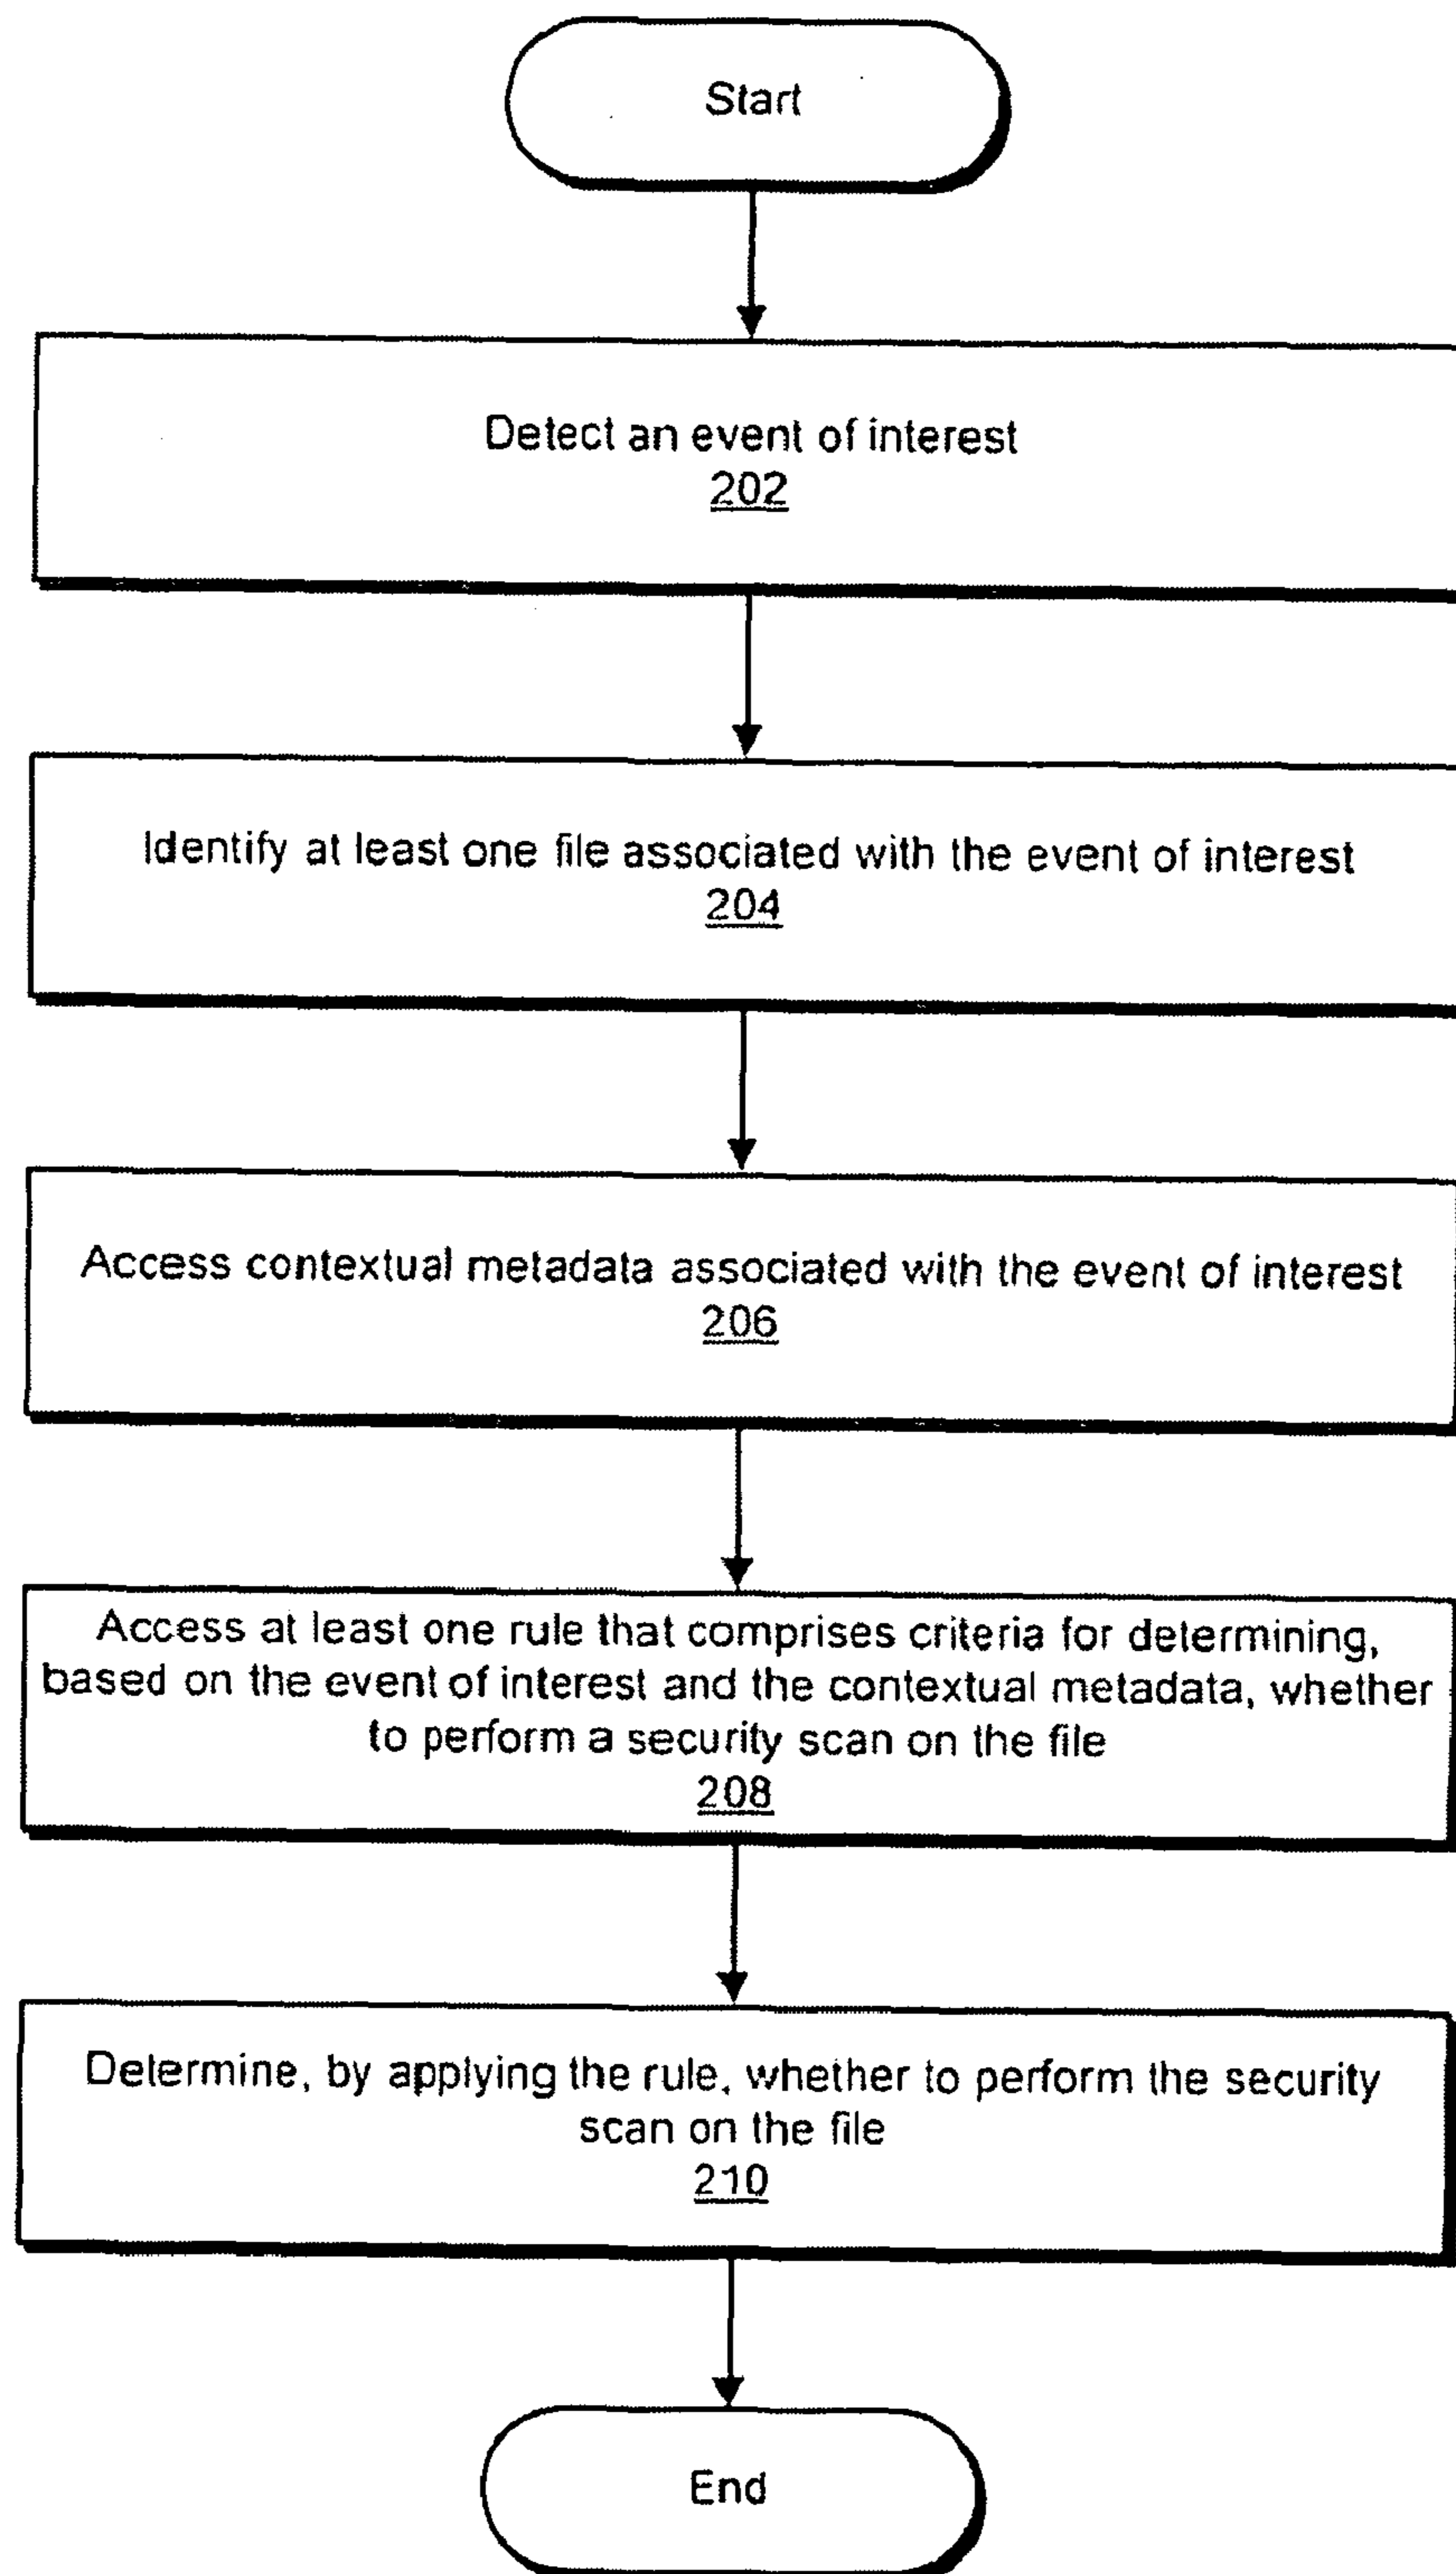 Start
Detect an event of interest
202
Identify at least one file associated with the event of interest
204
Access contextual metadata associated with the event of interest
206
Access at least one rule that comprises criteria for determining,
based on the event of interest and the contextual metadata, whether
to perform a security scan on the file
208
Determine, by applying the rule, whether to perform the security
scan on the file
210
End